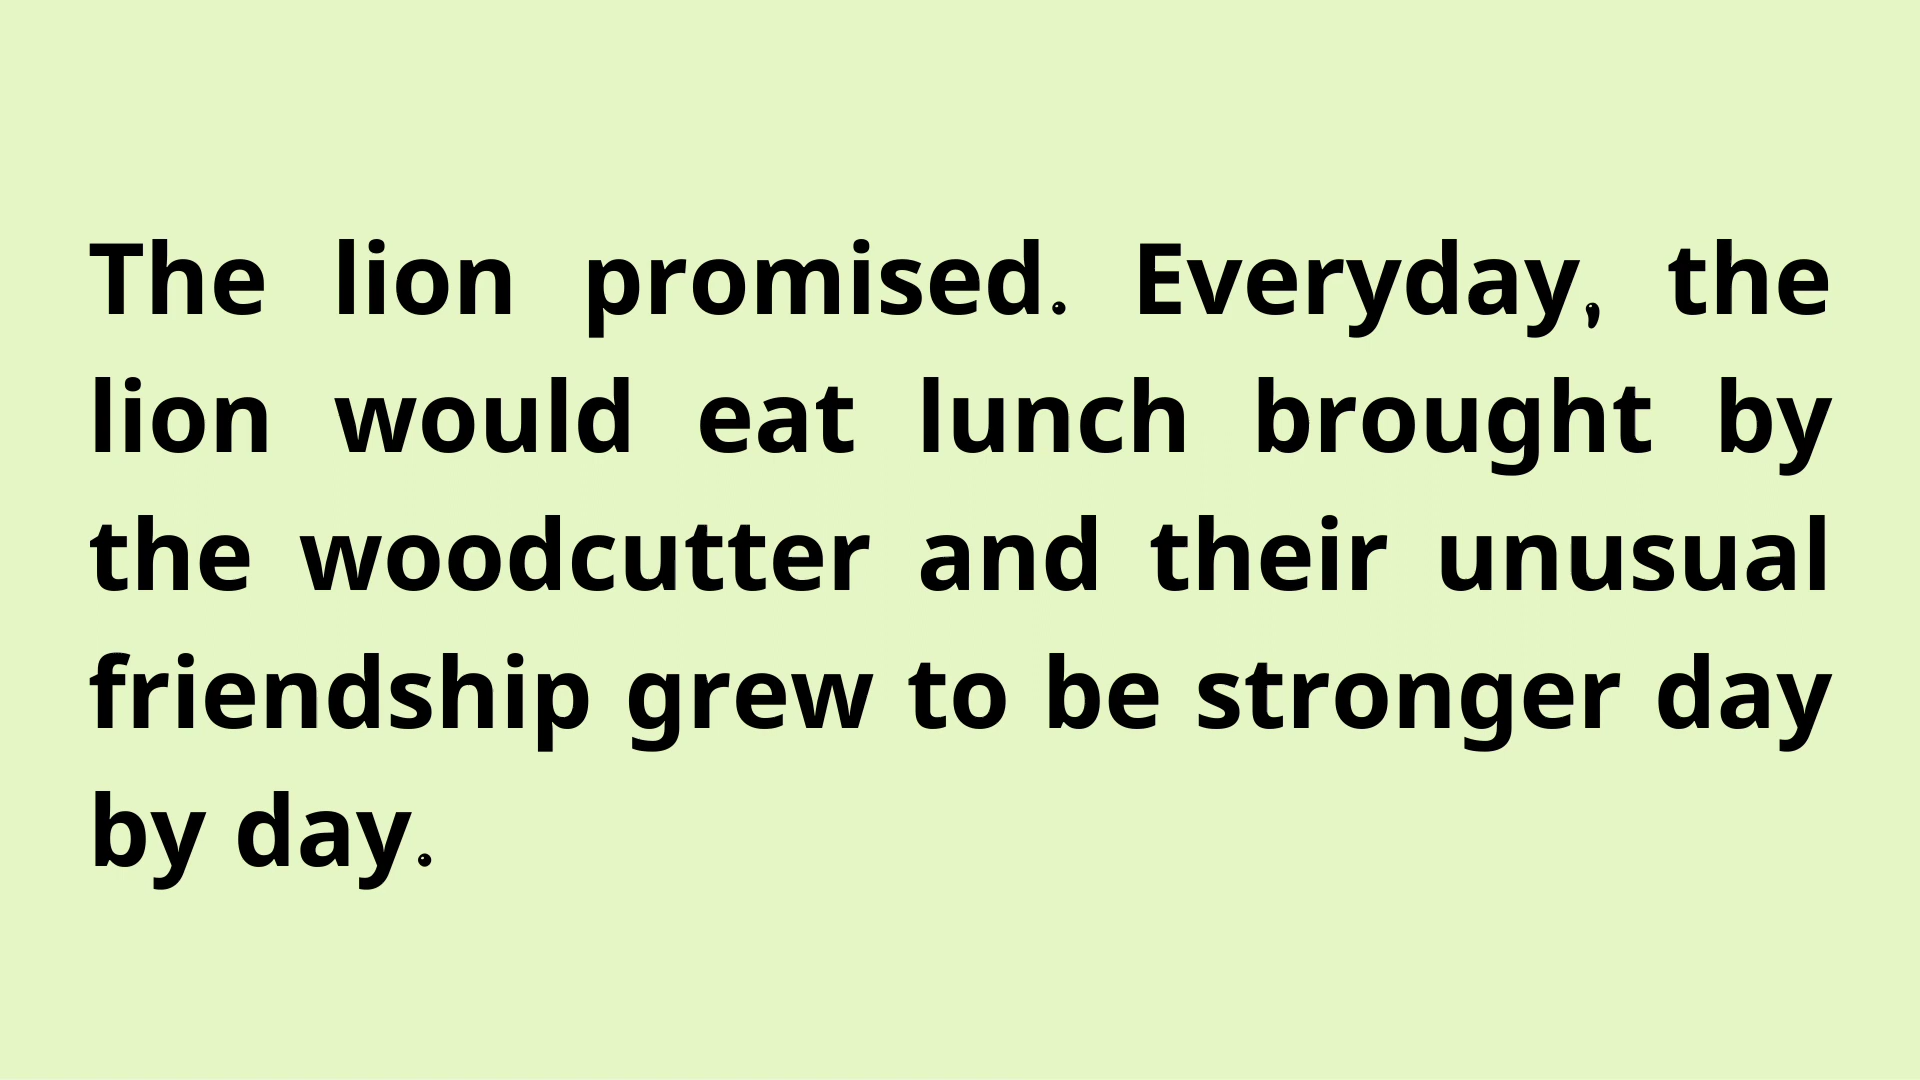 The lion promised. Everyday, the
lion would eat lunch brought by
the woodcutter and their unusual
friendship grew to be stronger day
by day.